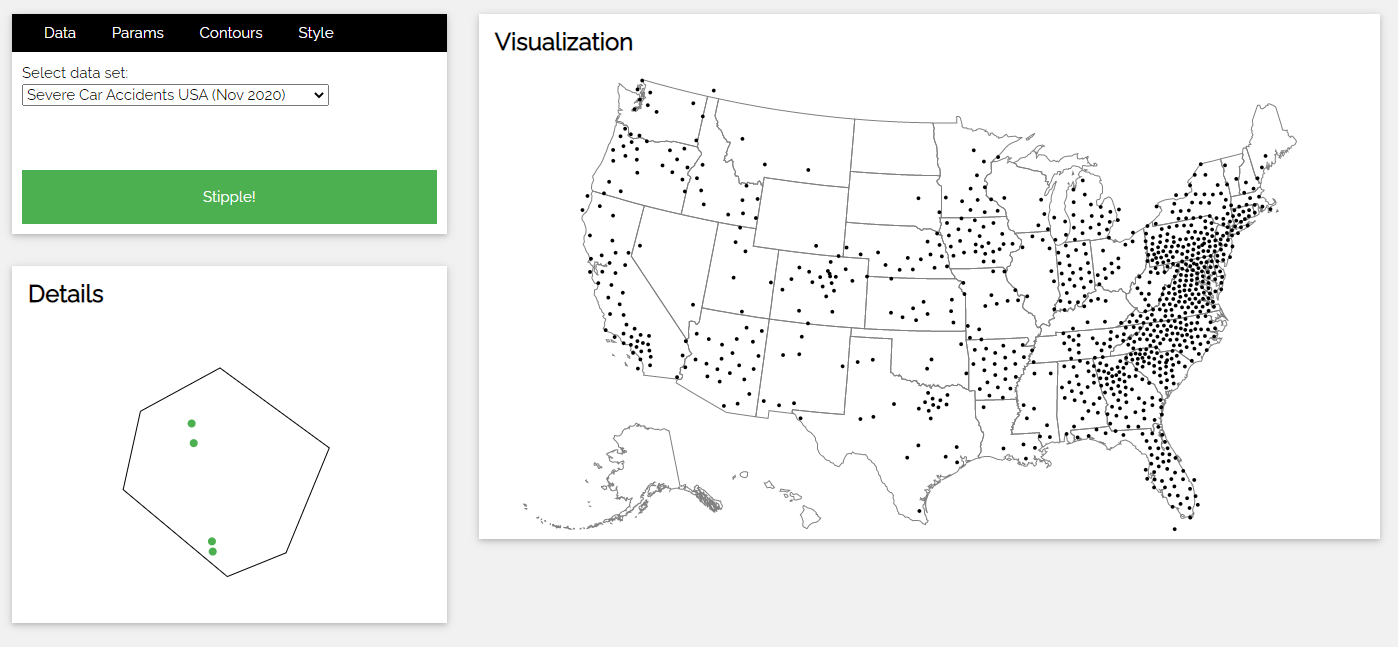 Data Params Contours Style
Select data set:
Severe Car Accidents USA (Nov 2020)
Stipple!
Details
Visualization